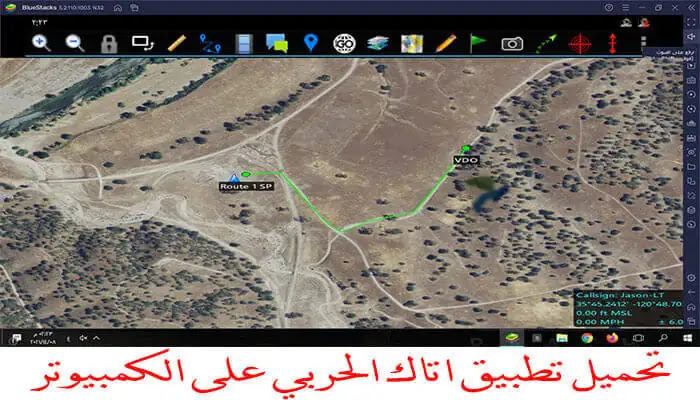 BlueStacks 5.2.110.1003 N32
٢:٢٣
GO
VDO
Route 1 SP
Callsign: Jason-LT
35°45.2412' -120°48.70
0.00 ft MSL
0.00 MPH ± 6.0
تحميل تطبيق اتاك الحربي على الكمبيوتر